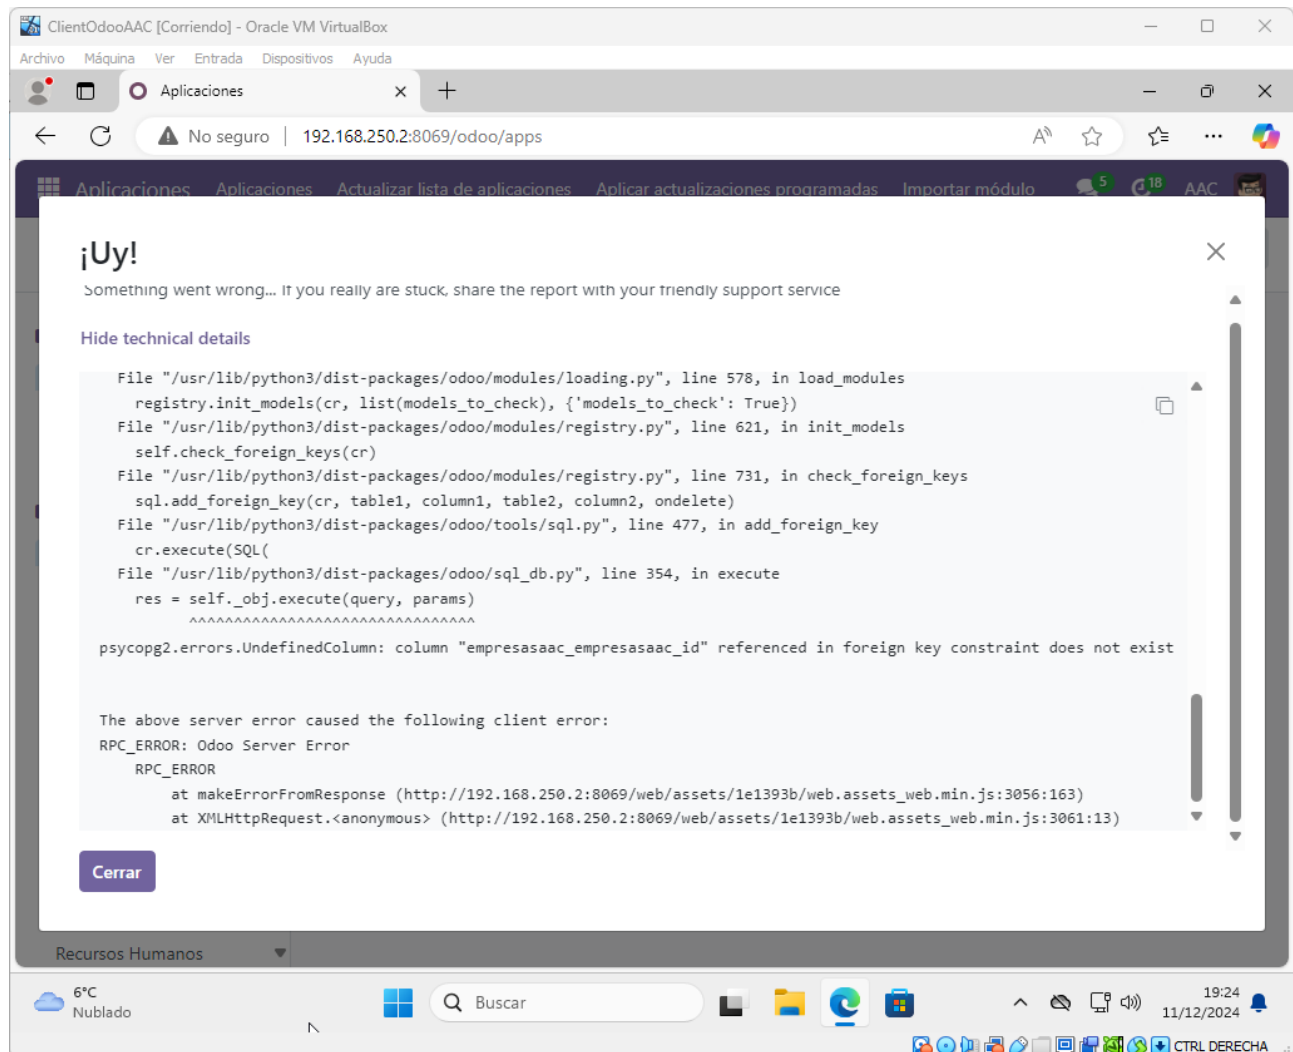 ClientOdooAAC [Corriendo] - Oracle VM VirtualBox
Archivo Máquina Ver Entrada Dispositivos Ayuda
Aplicaciones
No seguro 192.168.250.2:8069/odoo/apps
Aplicaciones Aplicaciones Actualizar lista de aplicaciones Aplicar actualizaciones programadas Importar módulo 5 18 AAC
¡Uy!
Something went wrong... If you really are stuck, share the report with your friendly support service
Hide technical details
File "/usr/lib/python3/dist-packages/odoo/modules/loading.py", line 578, in load_modules
registry.init_models(cr, list(models_to_check), {'models_to_check': True})
File "/usr/lib/python3/dist-packages/odoo/modules/registry.py", line 621, in init_models
self.check_foreign_keys(cr)
File "/usr/lib/python3/dist-packages/odoo/modules/registry.py", line 731, in check_foreign_keys
sql.add_foreign_key(cr, table1, column1, table2, column2, ondelete)
File "/usr/lib/python3/dist-packages/odoo/tools/sql.py", line 477, in add_foreign_key
cr.execute(SQL(
File "/usr/lib/python3/dist-packages/odoo/sql_db.py", line 354, in execute
res = self._obj.execute(query, params)
^^^^^^^^^^^^^^^^^^^^^^^^^^^^^^^^
psycopg2.errors.UndefinedColumn: column "empresasaac_empresasaac_id" referenced in foreign key constraint does not exist
The above server error caused the following client error:
RPC_ERROR: Odoo Server Error
RPC_ERROR
at makeErrorFromResponse (http://192.168.250.2:8069/web/assets/1e1393b/web.assets_web.min.js:3056:163)
at XMLHttpRequest.<anonymous> (http://192.168.250.2:8069/web/assets/1e1393b/web.assets_web.min.js:3061:13)
Cerrar
Recursos Humanos
6°C
Nublado
Buscar
19:24
11/12/2024
CTRL DERECHA